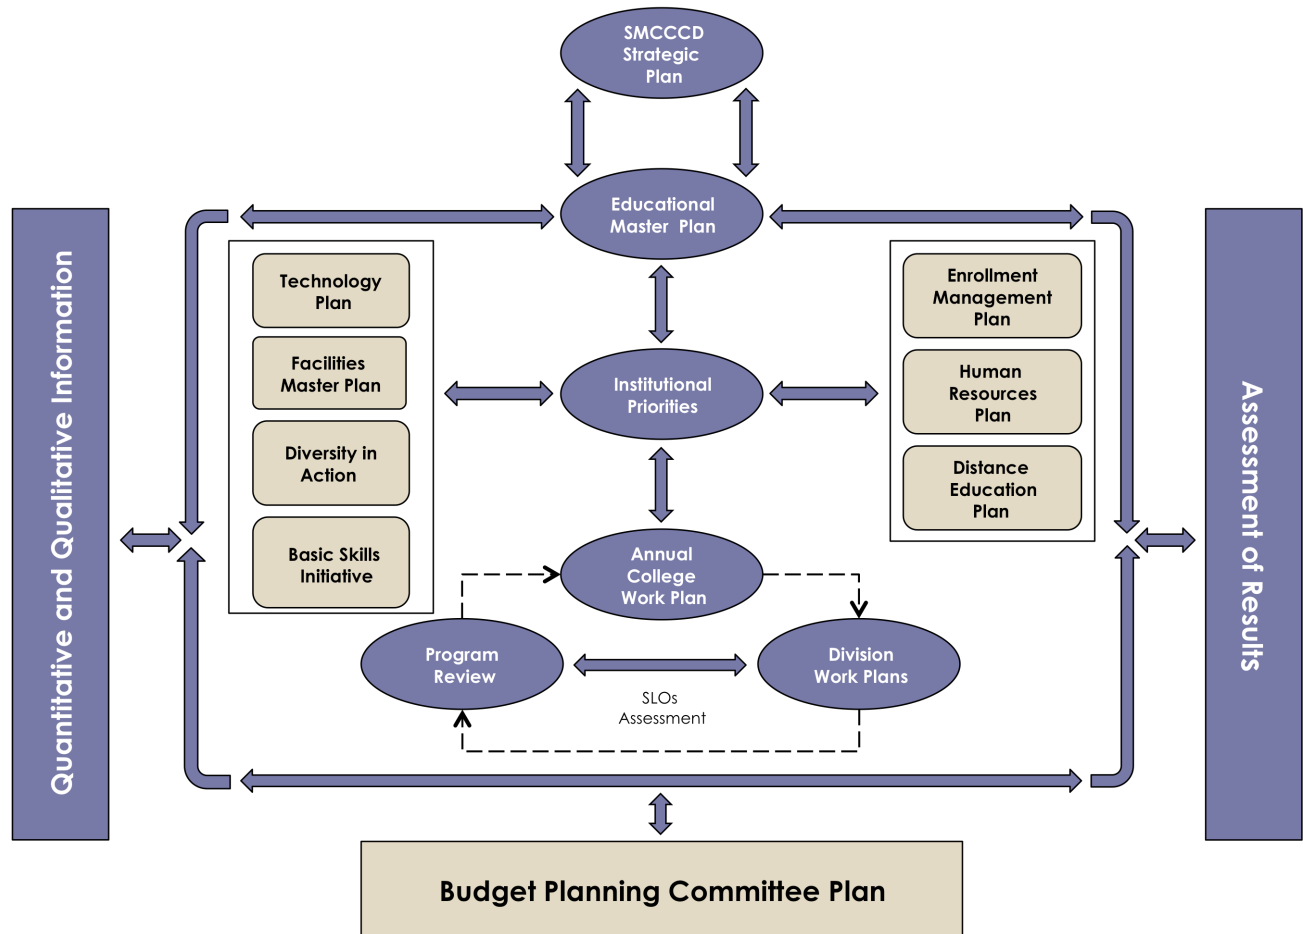 SMCCCD
Strategic
Plan
Educational
Master Plan
Quantitative and Qualitative Information
Technology
Plan
Facilities
Master Plan
Diversity in
Action
Basic Skills
Initiative
Institutional
Priorities
Enrollment
Management
Plan
Human
Resources
Plan
Distance
Education
Plan
Assessment of Results
Annual
College
Work Plan
Program
Review
Division
Work Plans
SLOs
Assessment
Budget Planning Committee Plan